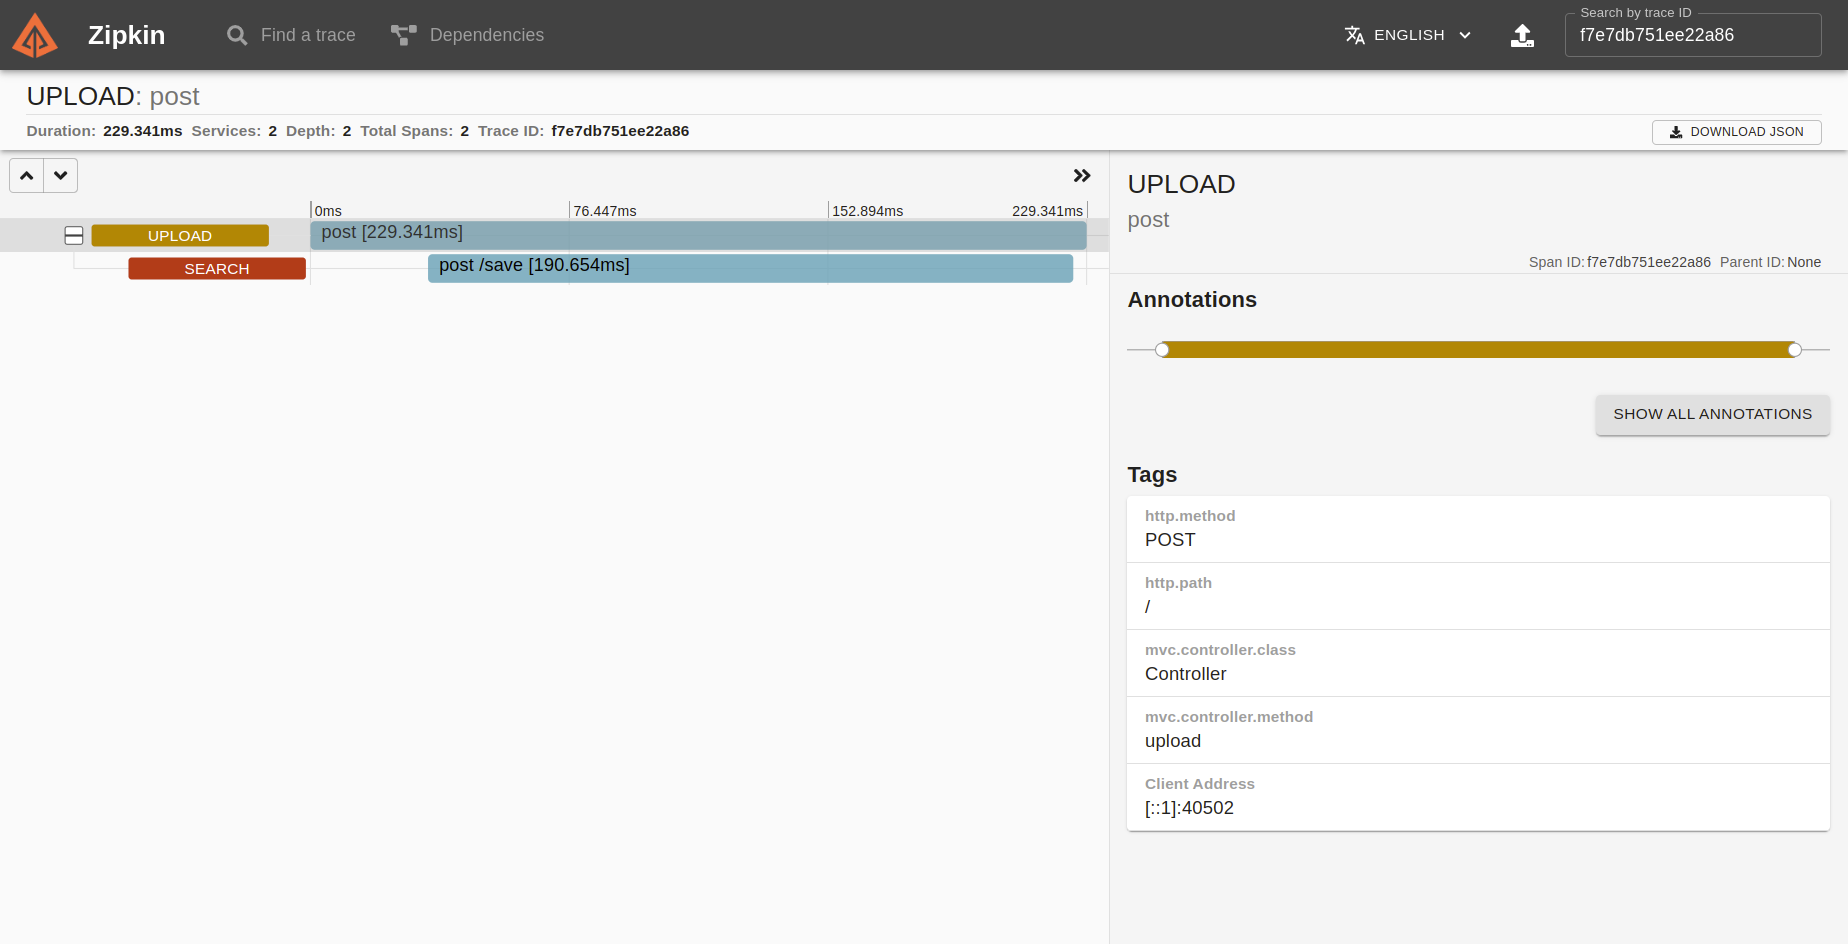 Zipkin
Find a trace
Dependencies
ENGLISH
Search by trace ID
f7e7db751ee22a86
UPLOAD: post
Duration: 229.341ms Services: 2 Depth: 2 Total Spans: 2 Trace ID: f7e7db751ee22a86
DOWNLOAD JSON
0ms 76.447ms 152.894ms 229.341ms
UPLOAD post [229.341ms]
SEARCH post /save [190.654ms]
UPLOAD
post
Span ID: f7e7db751ee22a86 Parent ID: None
Annotations
SHOW ALL ANNOTATIONS
Tags
http.method
POST
http.path
/
mvc.controller.class
Controller
mvc.controller.method
upload
Client Address
[::1]:40502